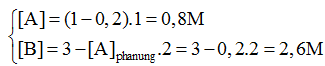 [A] = (1−0, 2).1 = 0,8M
[B] = 3−[A]phanung.2 = 3−0, 2.2 = 2,6M